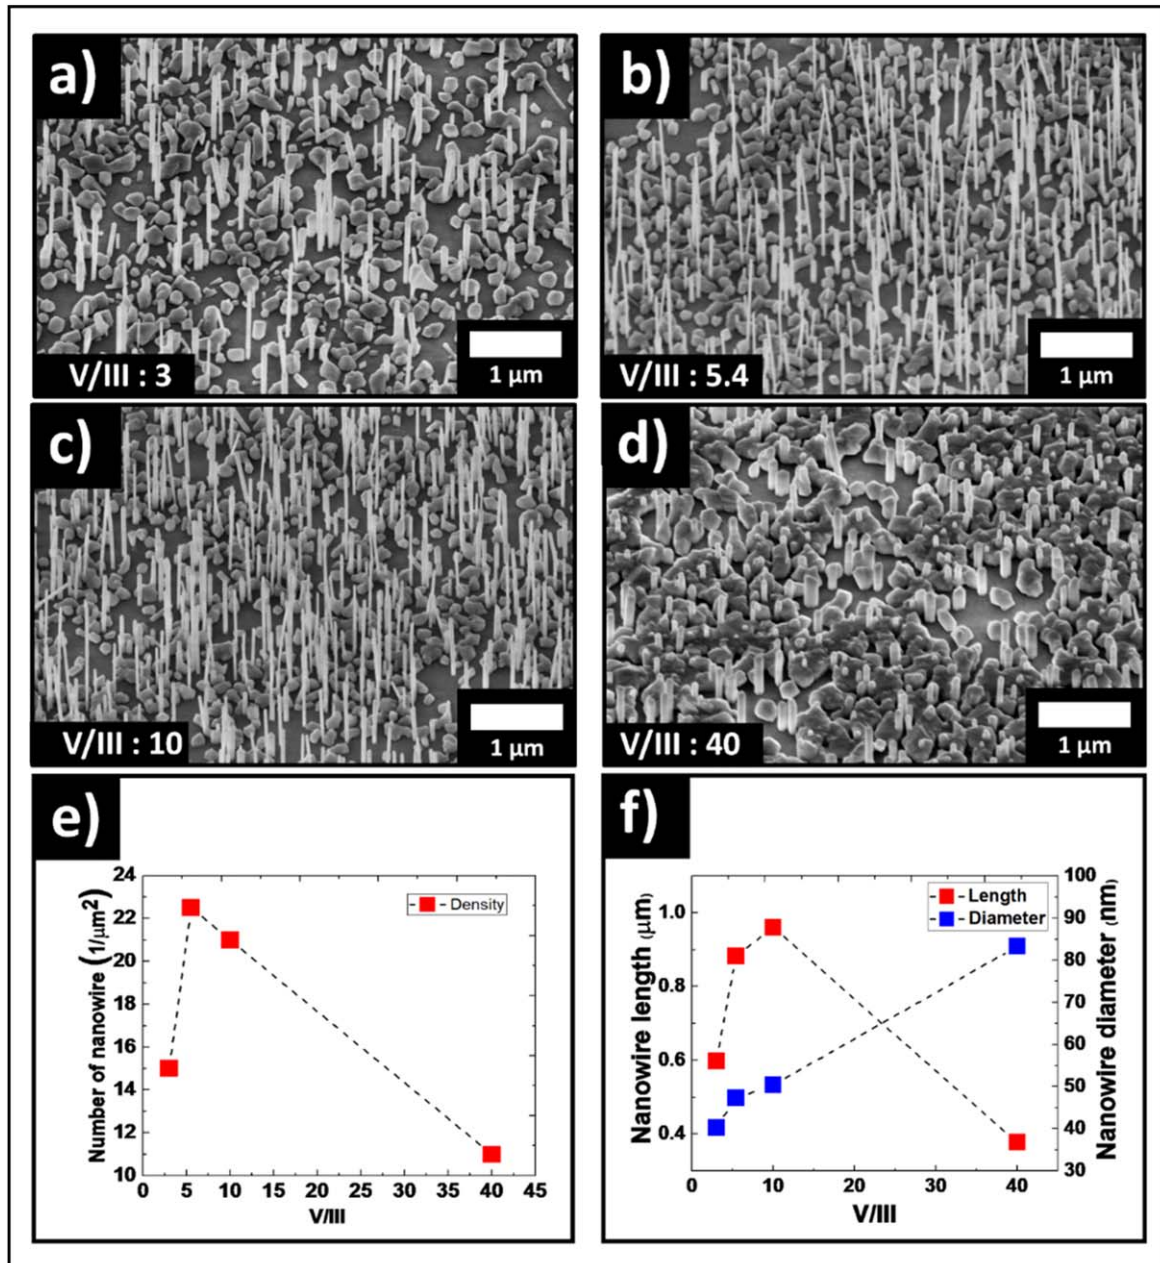 a)
V/III : 3
1 μm
b)
V/III : 5.4
1 μm
c)
V/III : 10
1 μm
d)
V/III : 40
1 μm
e)
Number of nanowire (1/μm²)
24
22
20
18
16
14
12
10
Density
0 5 10 15 20 25 30 35 40 45
V/III
f)
Nanowire length (μm)
1.0
0.8
0.6
0.4
Length
Diameter
100
90
80
70
60
50
40
30
Nanowire diameter (nm)
0 10 20 30 40
V/III